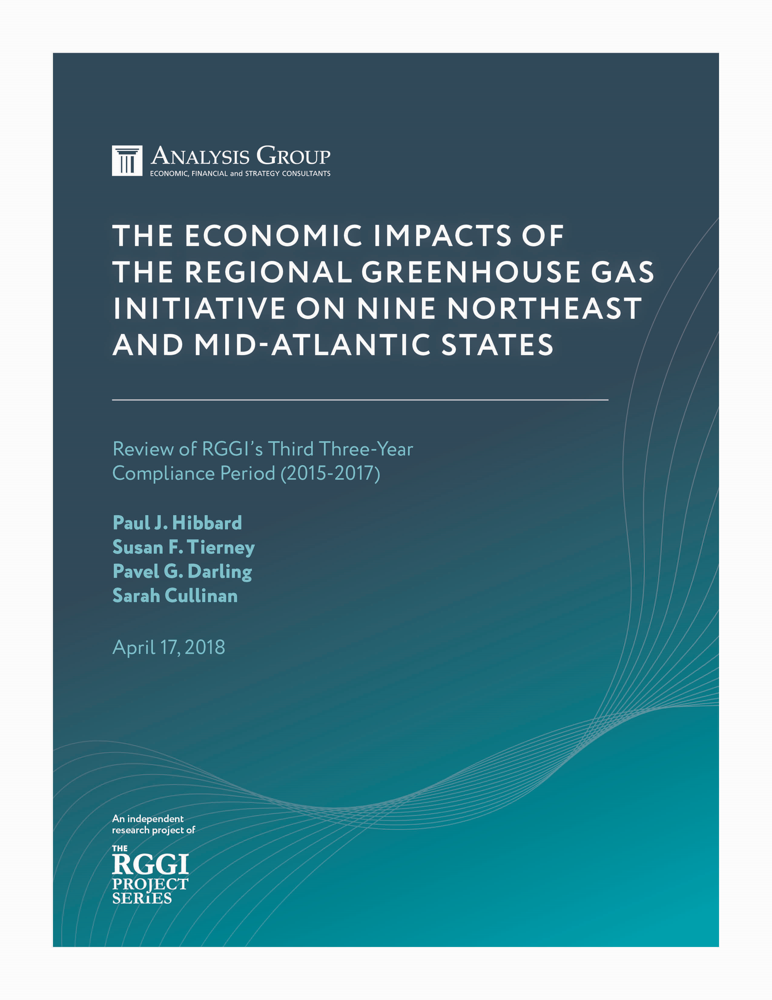 ANALYSIS GROUP
ECONOMIC, FINANCIAL and STRATEGY CONSULTANTS
THE ECONOMIC IMPACTS OF
THE REGIONAL GREENHOUSE GAS
INITIATIVE ON NINE NORTHEAST
AND MID-ATLANTIC STATES
Review of RGGI’s Third Three-Year
Compliance Period (2015-2017)
Paul J. Hibbard
Susan F. Tierney
Pavel G. Darling
Sarah Cullinan
April 17, 2018
An independent
research project of
THE
RGGI
PROJECT
SERiES